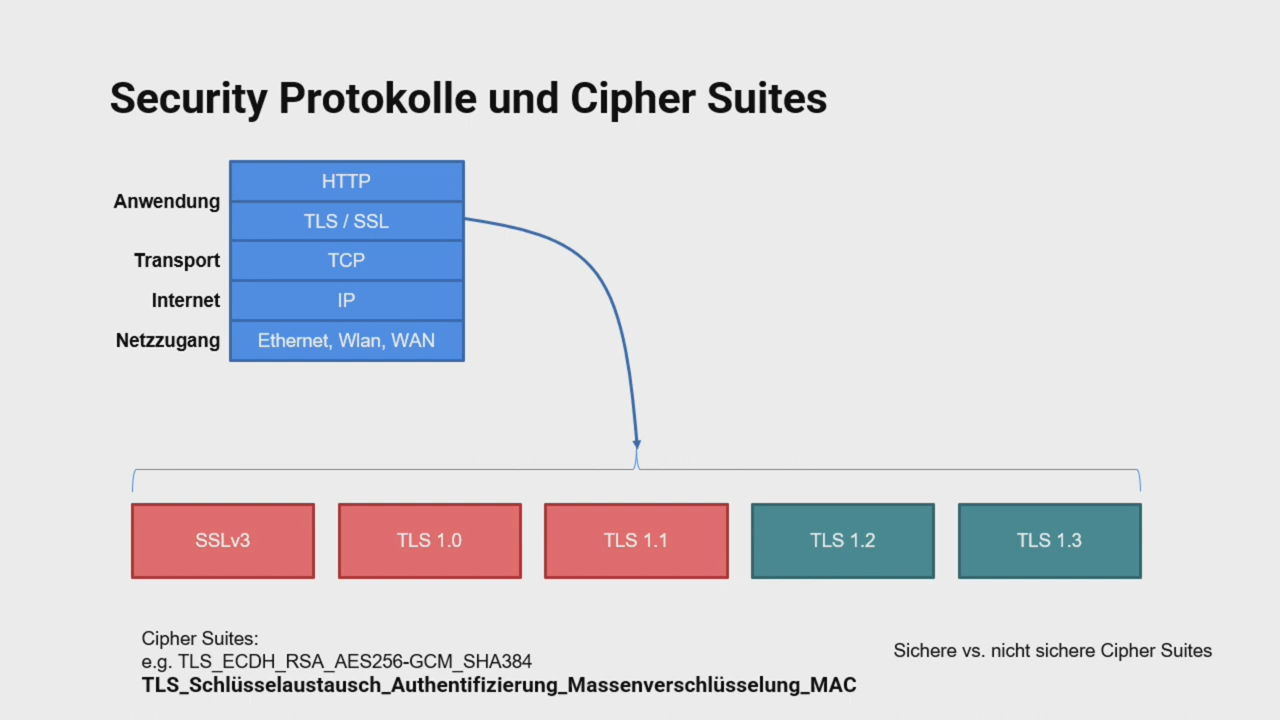 Security Protokolle und Cipher Suites
HTTP
Anwendung
TLS / SSL
Transport
TCP
Internet
IP
Netzzugang
Ethernet, Wlan, WAN
SSLv3
TLS 1.0
TLS 1.1
TLS 1.2
TLS 1.3
Cipher Suites:
e.g. TLS_ECDH_RSA_AES256-GCM_SHA384
TLS_Schlüsselaustausch_Authentifizierung_Massenverschlüsselung_MAC
Sichere vs. nicht sichere Cipher Suites